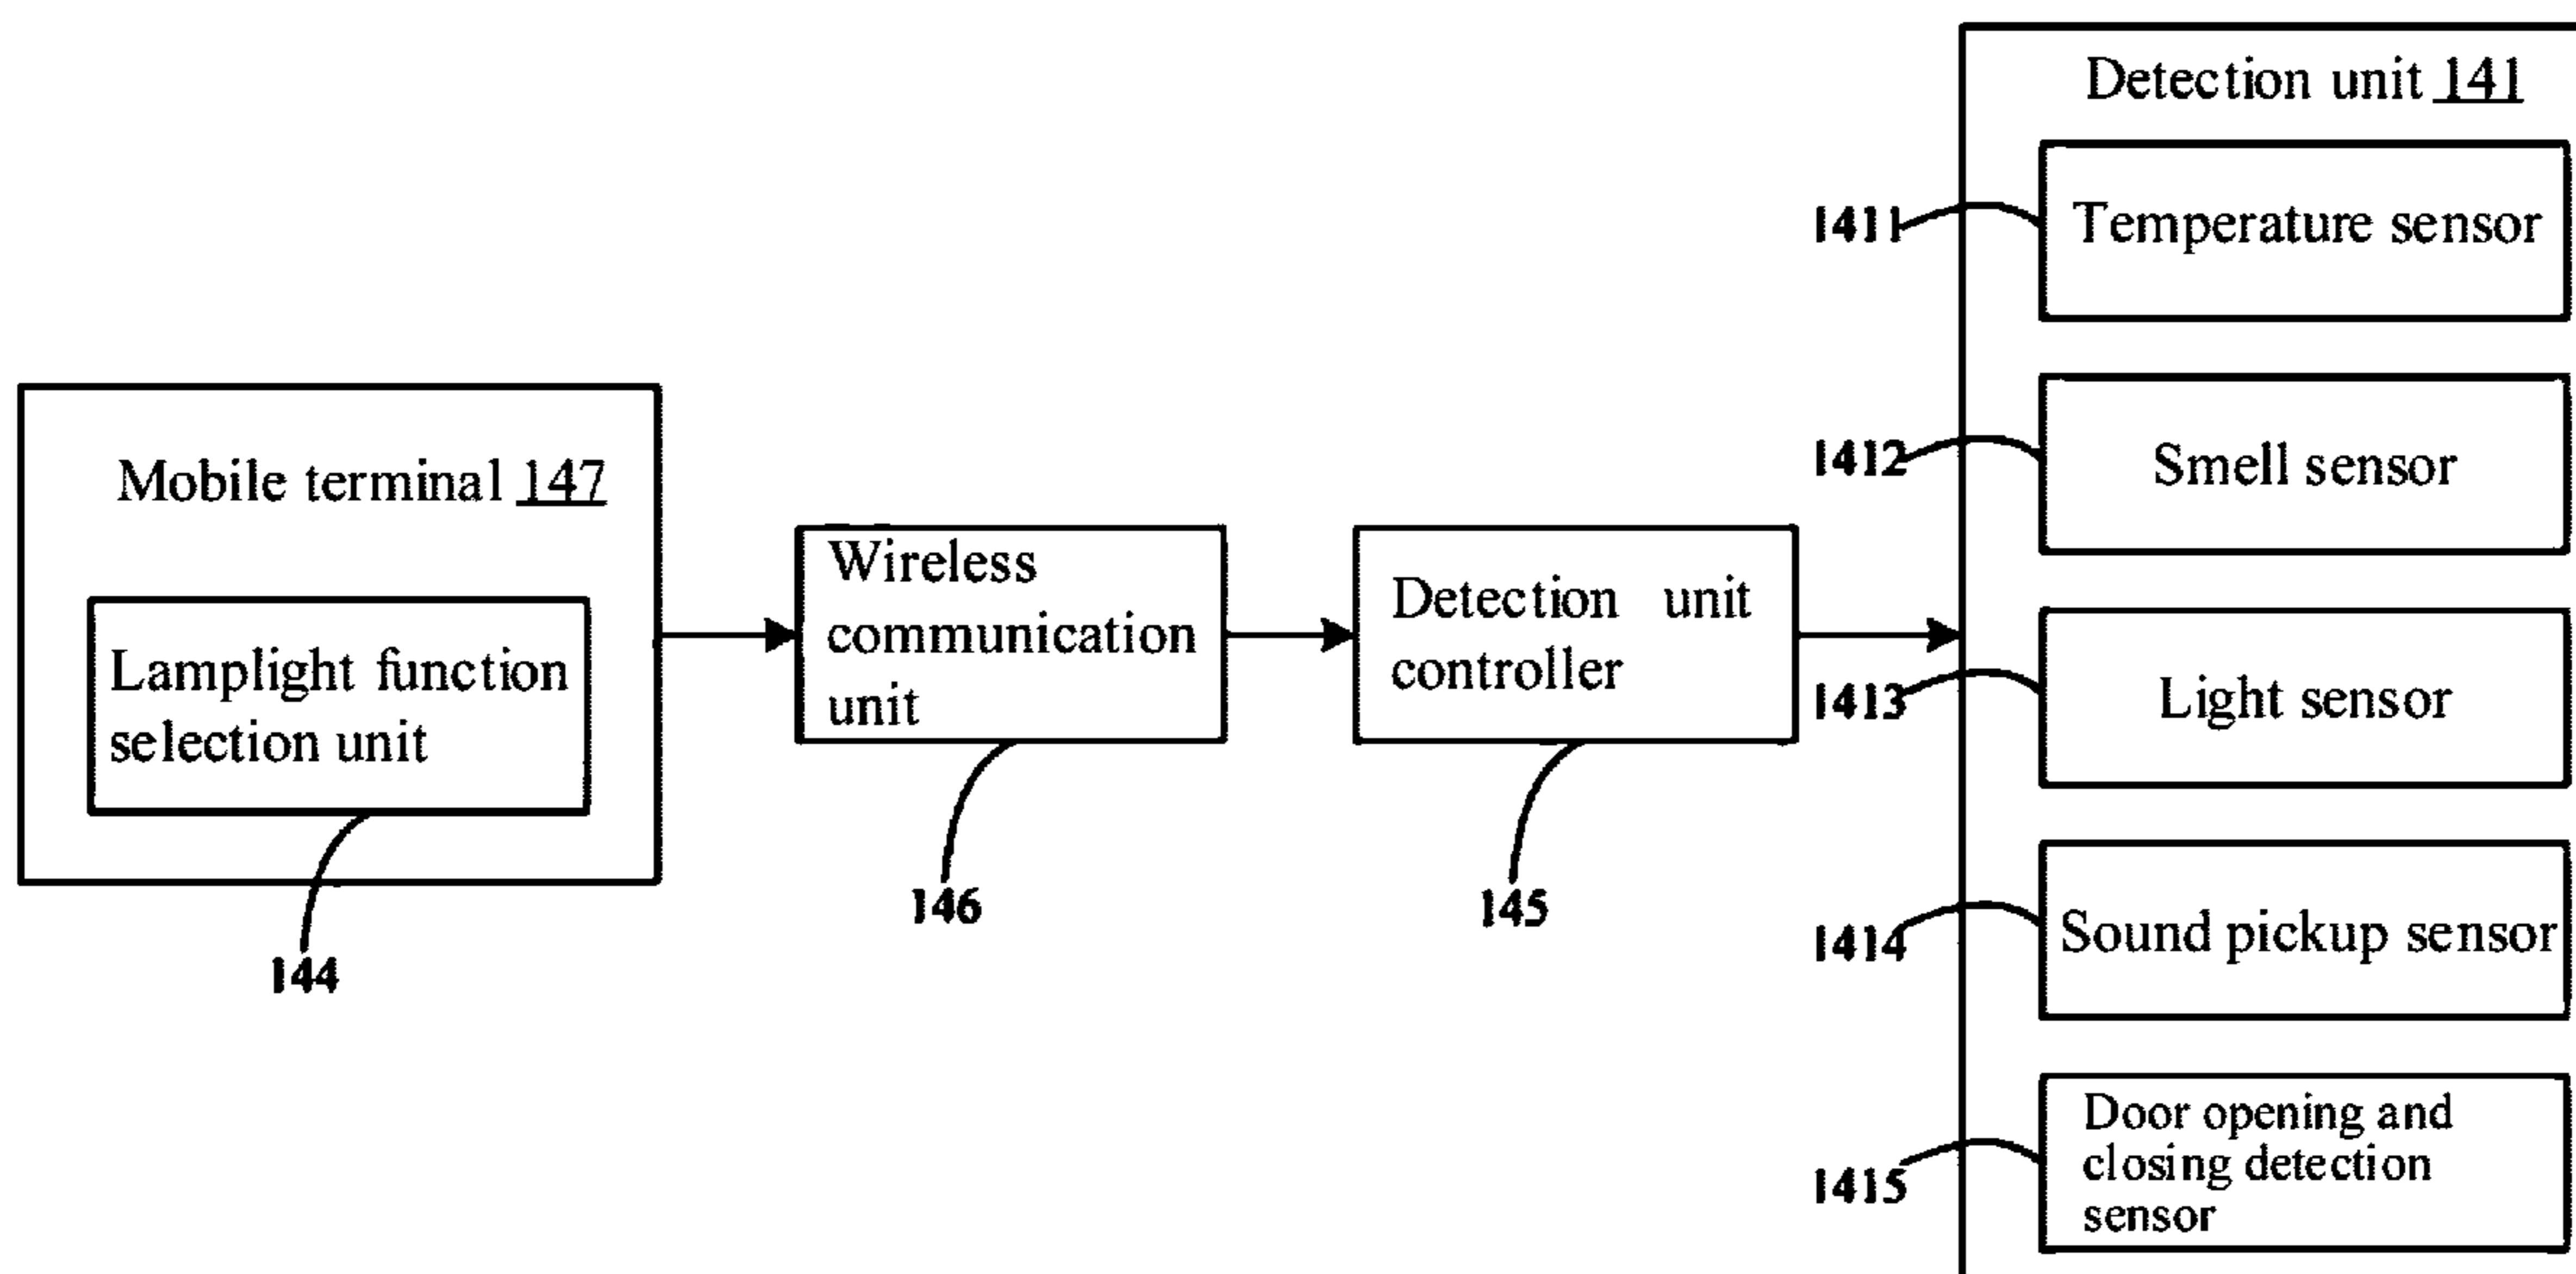 Detection unit 141
1411
Temperature sensor
1412
Smell sensor
Mobile terminal 147
Lamplight function
selection unit
144
Wireless
communication
unit
146
Detection unit
controller
145
1413
Light sensor
1414
Sound pickup sensor
1415
Door opening and
closing detection
sensor